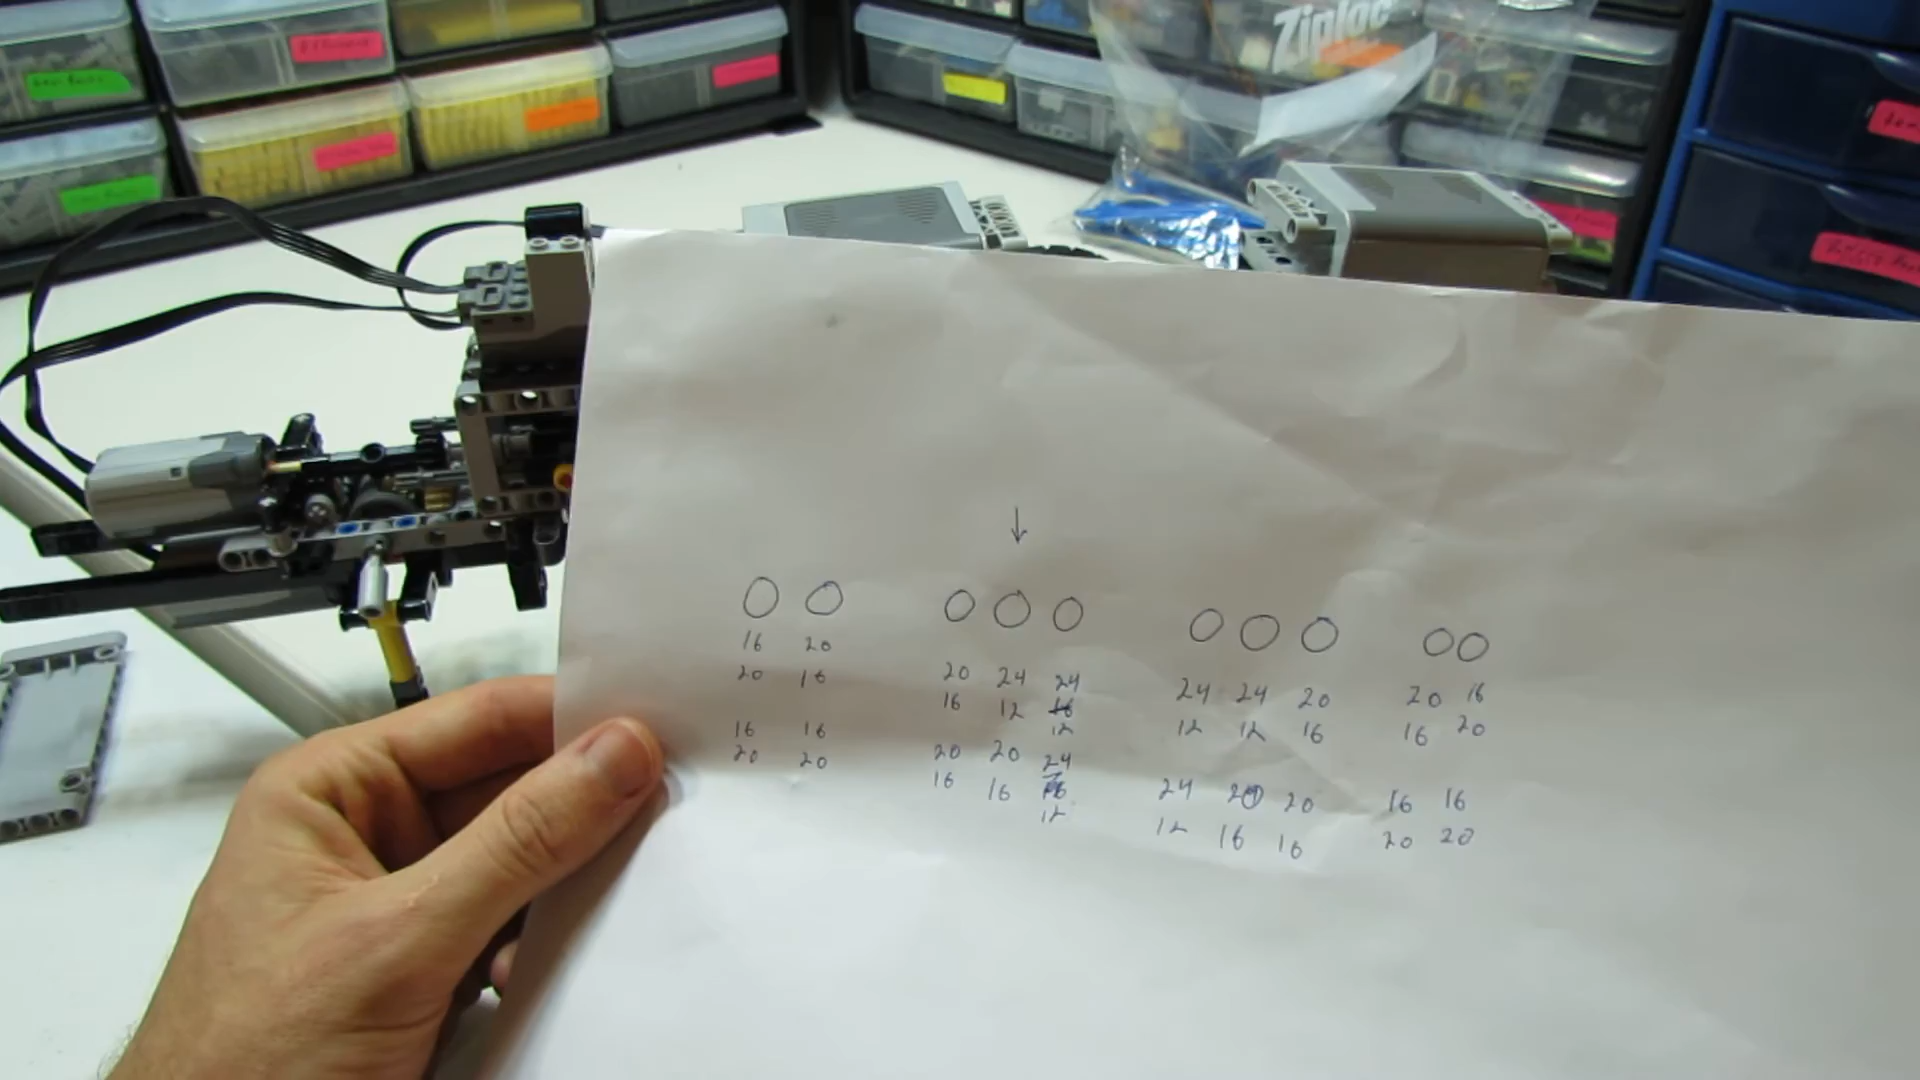 Ziploc
16 20
20 16
16 16
20 20
20 24 24
16 12 16
12
20 20 24
16 16 16
12
24 24 20
12 12 16
24 20 20
12 16 16
20 16
16 20
16 16
20 20